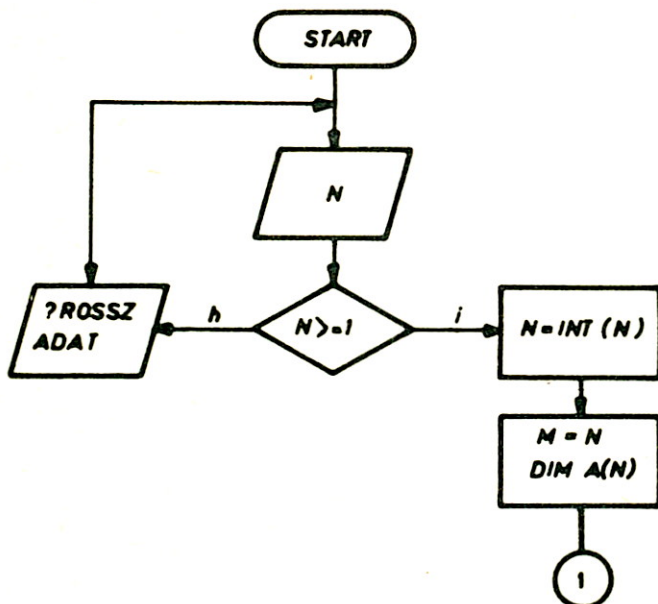 START
N
?ROSSZ
ADAT
h
N>=1
i
N=INT (N)
M = N
DIM A(N)
1